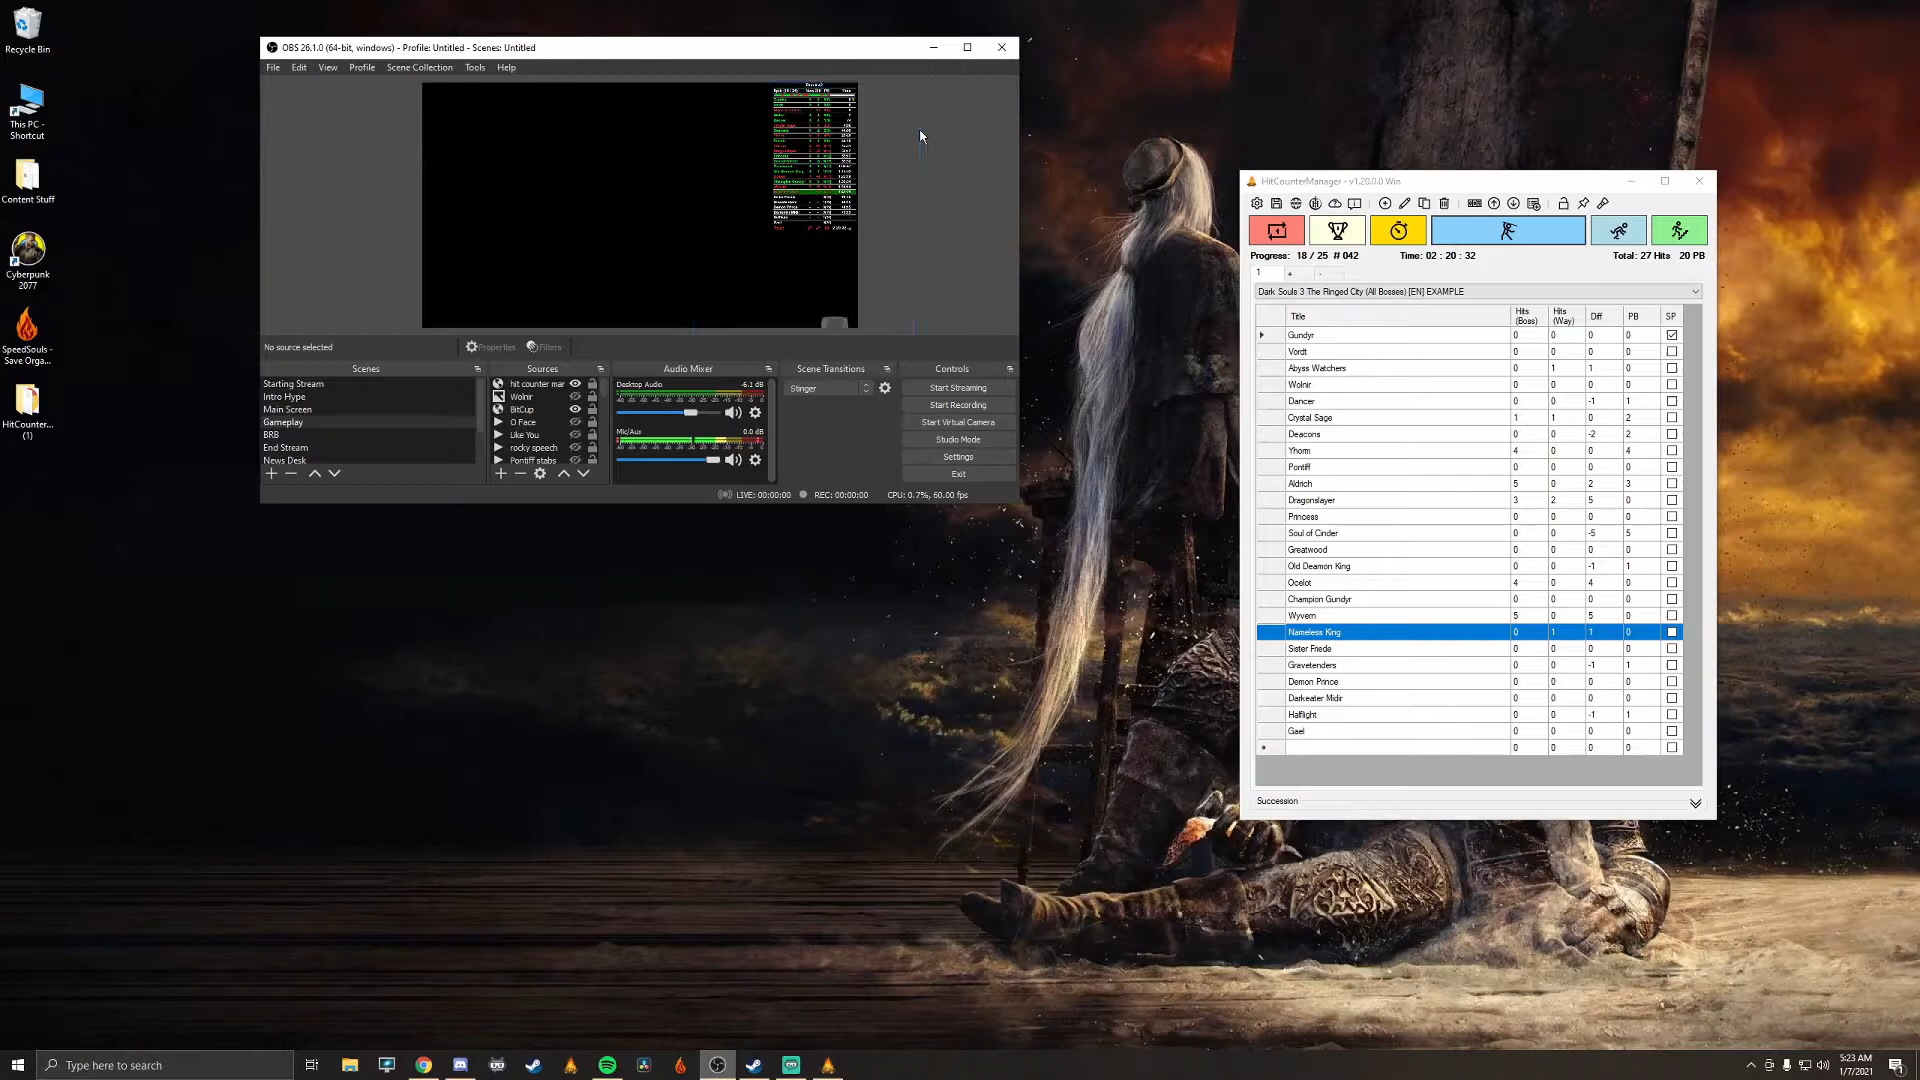 Recycle Bin
This PC -
Shortcut
Content Stuff
Cyberpunk
2077
SpeedSouls -
Save Orga...
HitCounter...
(1)
OBS 26.1.0 (64-bit, windows) - Profile: Untitled - Scenes: Untitled
File Edit View Profile Scene Collection Tools Help
No source selected
Properties
Filters
Scenes
Starting Stream
Intro Hype
Main Screen
Gameplay
BRB
End Stream
News Desk
Sources
hit counter mar
Wolnir
BitCup
O Face
Like You
rocky speech
Pontiff stabs
Audio Mixer
Desktop Audio -6.1 dB
Mic/Aux 0.0 dB
Scene Transitions
Stinger
Controls
Start Streaming
Start Recording
Start Virtual Camera
Studio Mode
Settings
Exit
LIVE: 00:00:00 REC: 00:00:00 CPU: 0.7%, 60.00 fps
HitCounterManager - v1.20.0.0 Win
Progress: 18 / 25 # 042 Time: 02 : 20 : 32 Total: 27 Hits 20 PB
1 + -
Dark Souls 3 The Ringed City (All Bosses) [EN] EXAMPLE
Title Hits (Boss) Hits (Way) Diff PB SP
Gundyr 0 0 0 0
Vordt 0 0 0 0
Abyss Watchers 0 1 1 0
Wolnir 0 0 0 0
Dancer 0 0 -1 1
Crystal Sage 1 1 0 2
Deacons 0 0 -2 2
Yhorm 4 0 0 4
Pontiff 0 0 0 0
Aldrich 5 0 2 3
Dragonslayer 3 2 5 0
Princess 0 0 0 0
Soul of Cinder 0 0 -5 5
Greatwood 0 0 0 0
Old Deamon King 0 0 -1 1
Ocelot 4 0 4 0
Champion Gundyr 0 0 0 0
Wyvern 5 0 5 0
Nameless King 0 1 1 0
Sister Friede 0 0 0 0
Gravetenders 0 0 -1 1
Demon Prince 0 0 0 0
Darkeater Midir 0 0 0 0
Halflight 0 0 -1 1
Gael 0 0 0 0
* 0 0 0 0
Succession
Type here to search
5:23 AM
1/7/2021